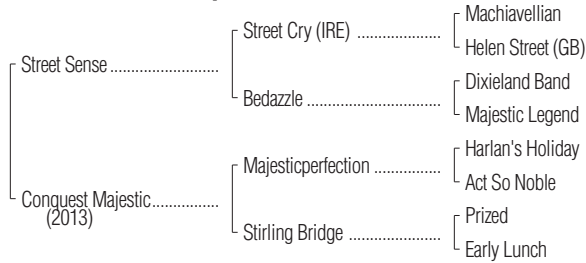 Machiavellian
Street Cry (IRE) ..................
Helen Street (GB)
Street Sense ........................
Dixieland Band
Bedazzle .............................
Majestic Legend
Harlan's Holiday
Majesticperfection ...............
Act So Noble
Conquest Majestic...............
(2013)
Prized
Stirling Bridge .....................
Early Lunch